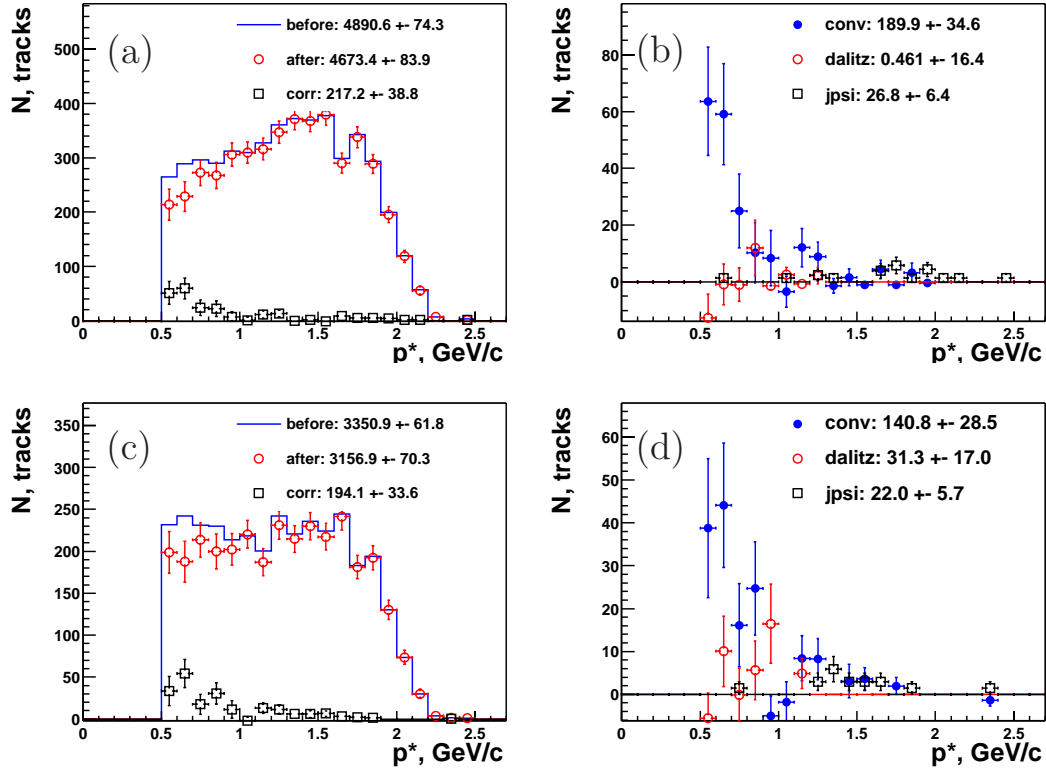 (a)
before: 4890.6 +- 74.3
after: 4673.4 +- 83.9
corr: 217.2 +- 38.8
N, tracks
500
400
300
200
100
0
0 0.5 1 1.5 2 2.5
p*, GeV/c
(b)
conv: 189.9 +- 34.6
dalitz: 0.461 +- 16.4
jpsi: 26.8 +- 6.4
N, tracks
80
60
40
20
0
0 0.5 1 1.5 2 2.5
p*, GeV/c
(c)
before: 3350.9 +- 61.8
after: 3156.9 +- 70.3
corr: 194.1 +- 33.6
N, tracks
350
300
250
200
150
100
50
0
0 0.5 1 1.5 2 2.5
p*, GeV/c
(d)
conv: 140.8 +- 28.5
dalitz: 31.3 +- 17.0
jpsi: 22.0 +- 5.7
N, tracks
60
50
40
30
20
10
0
0 0.5 1 1.5 2 2.5
p*, GeV/c